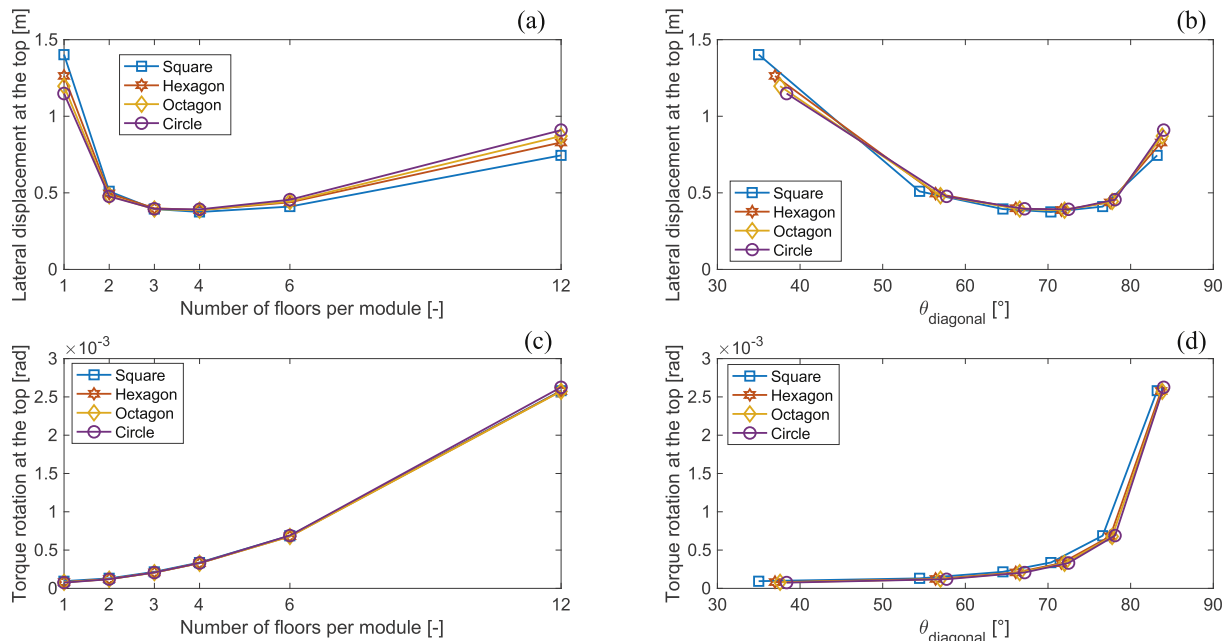 (a)
Lateral displacement at the top [m]
1.5
1
0.5
0
Square
Hexagon
Octagon
Circle
1 2 3 4 6 12
Number of floors per module [-]
(b)
Lateral displacement at the top [m]
1.5
1
0.5
0
Square
Hexagon
Octagon
Circle
30 40 50 60 70 80 90
θdiagonal [°]
(c)
×10-3
Torque rotation at the top [rad]
3
2.5
2
1.5
1
0.5
0
Square
Hexagon
Octagon
Circle
1 2 3 4 6 12
Number of floors per module [-]
(d)
×10-3
Torque rotation at the top [rad]
3
2.5
2
1.5
1
0.5
0
Square
Hexagon
Octagon
Circle
30 40 50 60 70 80 90
θdiagonal [°]